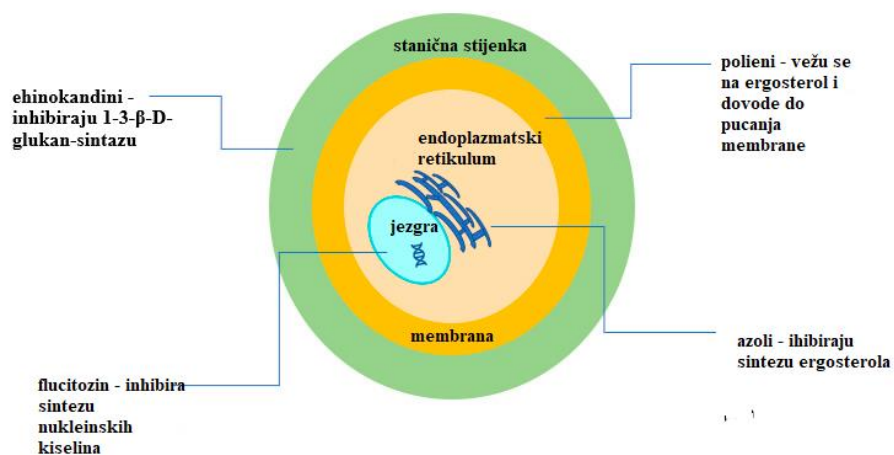 stanična stijenka
ehinokandini -
inhibiraju 1-3-β-D-
glukan-sintazu
polieni - vežu se
na ergosterol i
dovode do
pucanja
membrane
endoplazmatski
retikulum
jezgra
membrana
azoli - ihibiraju
sintezu ergosterola
flucitozin - inhibira
sintezu
nukleinskih
kiselina